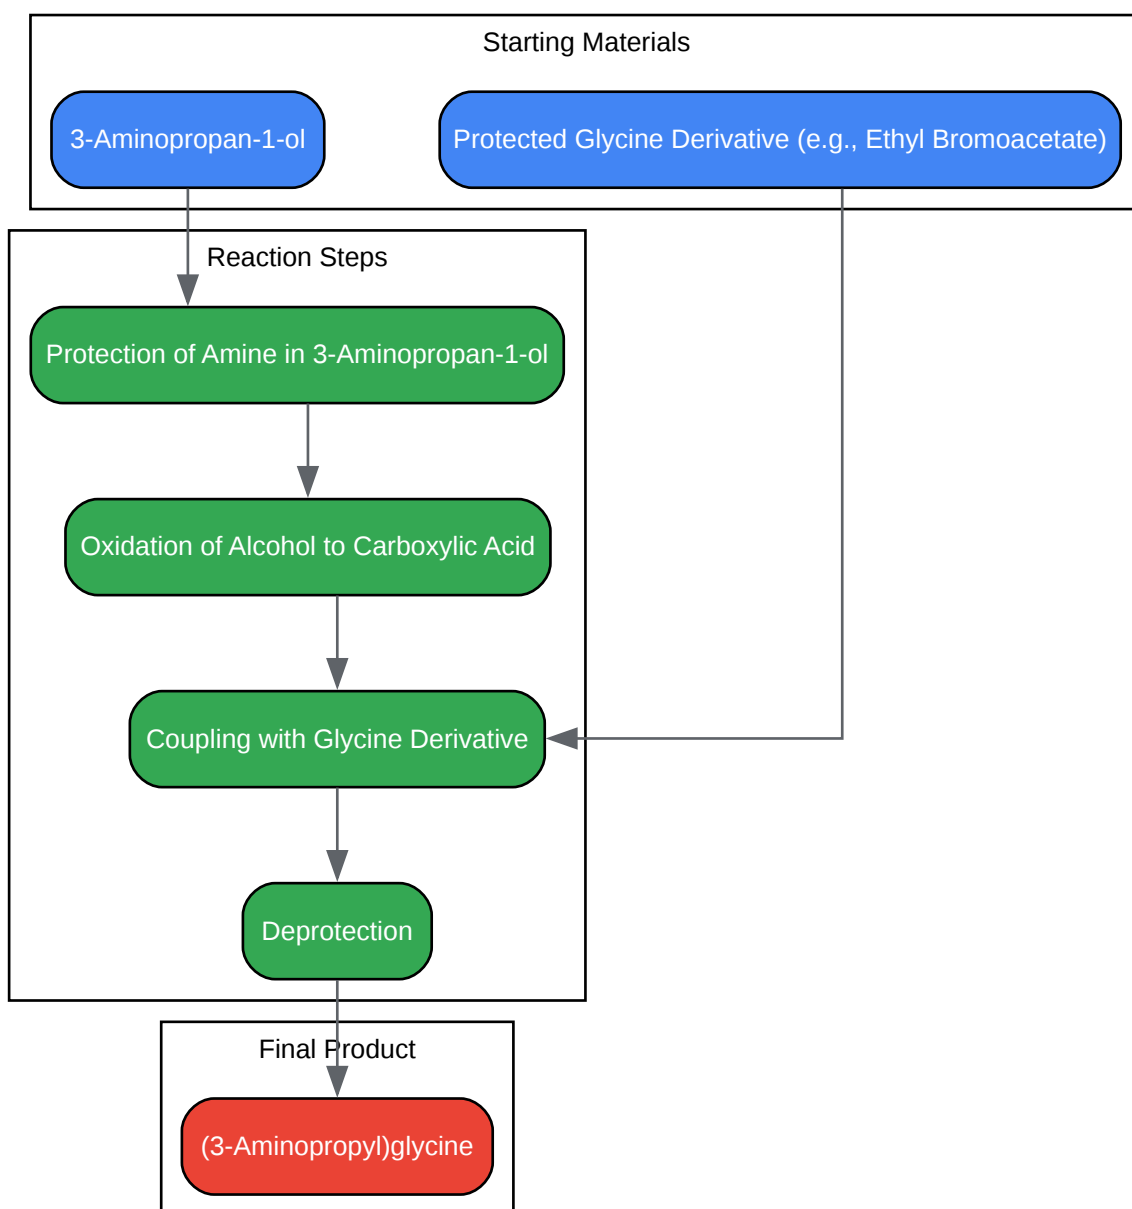 Starting Materials
3-Aminopropan-1-ol
Protected Glycine Derivative (e.g., Ethyl Bromoacetate)
Reaction Steps
Protection of Amine in 3-Aminopropan-1-ol
Oxidation of Alcohol to Carboxylic Acid
Coupling with Glycine Derivative
Deprotection
Final Product
(3-Aminopropyl)glycine